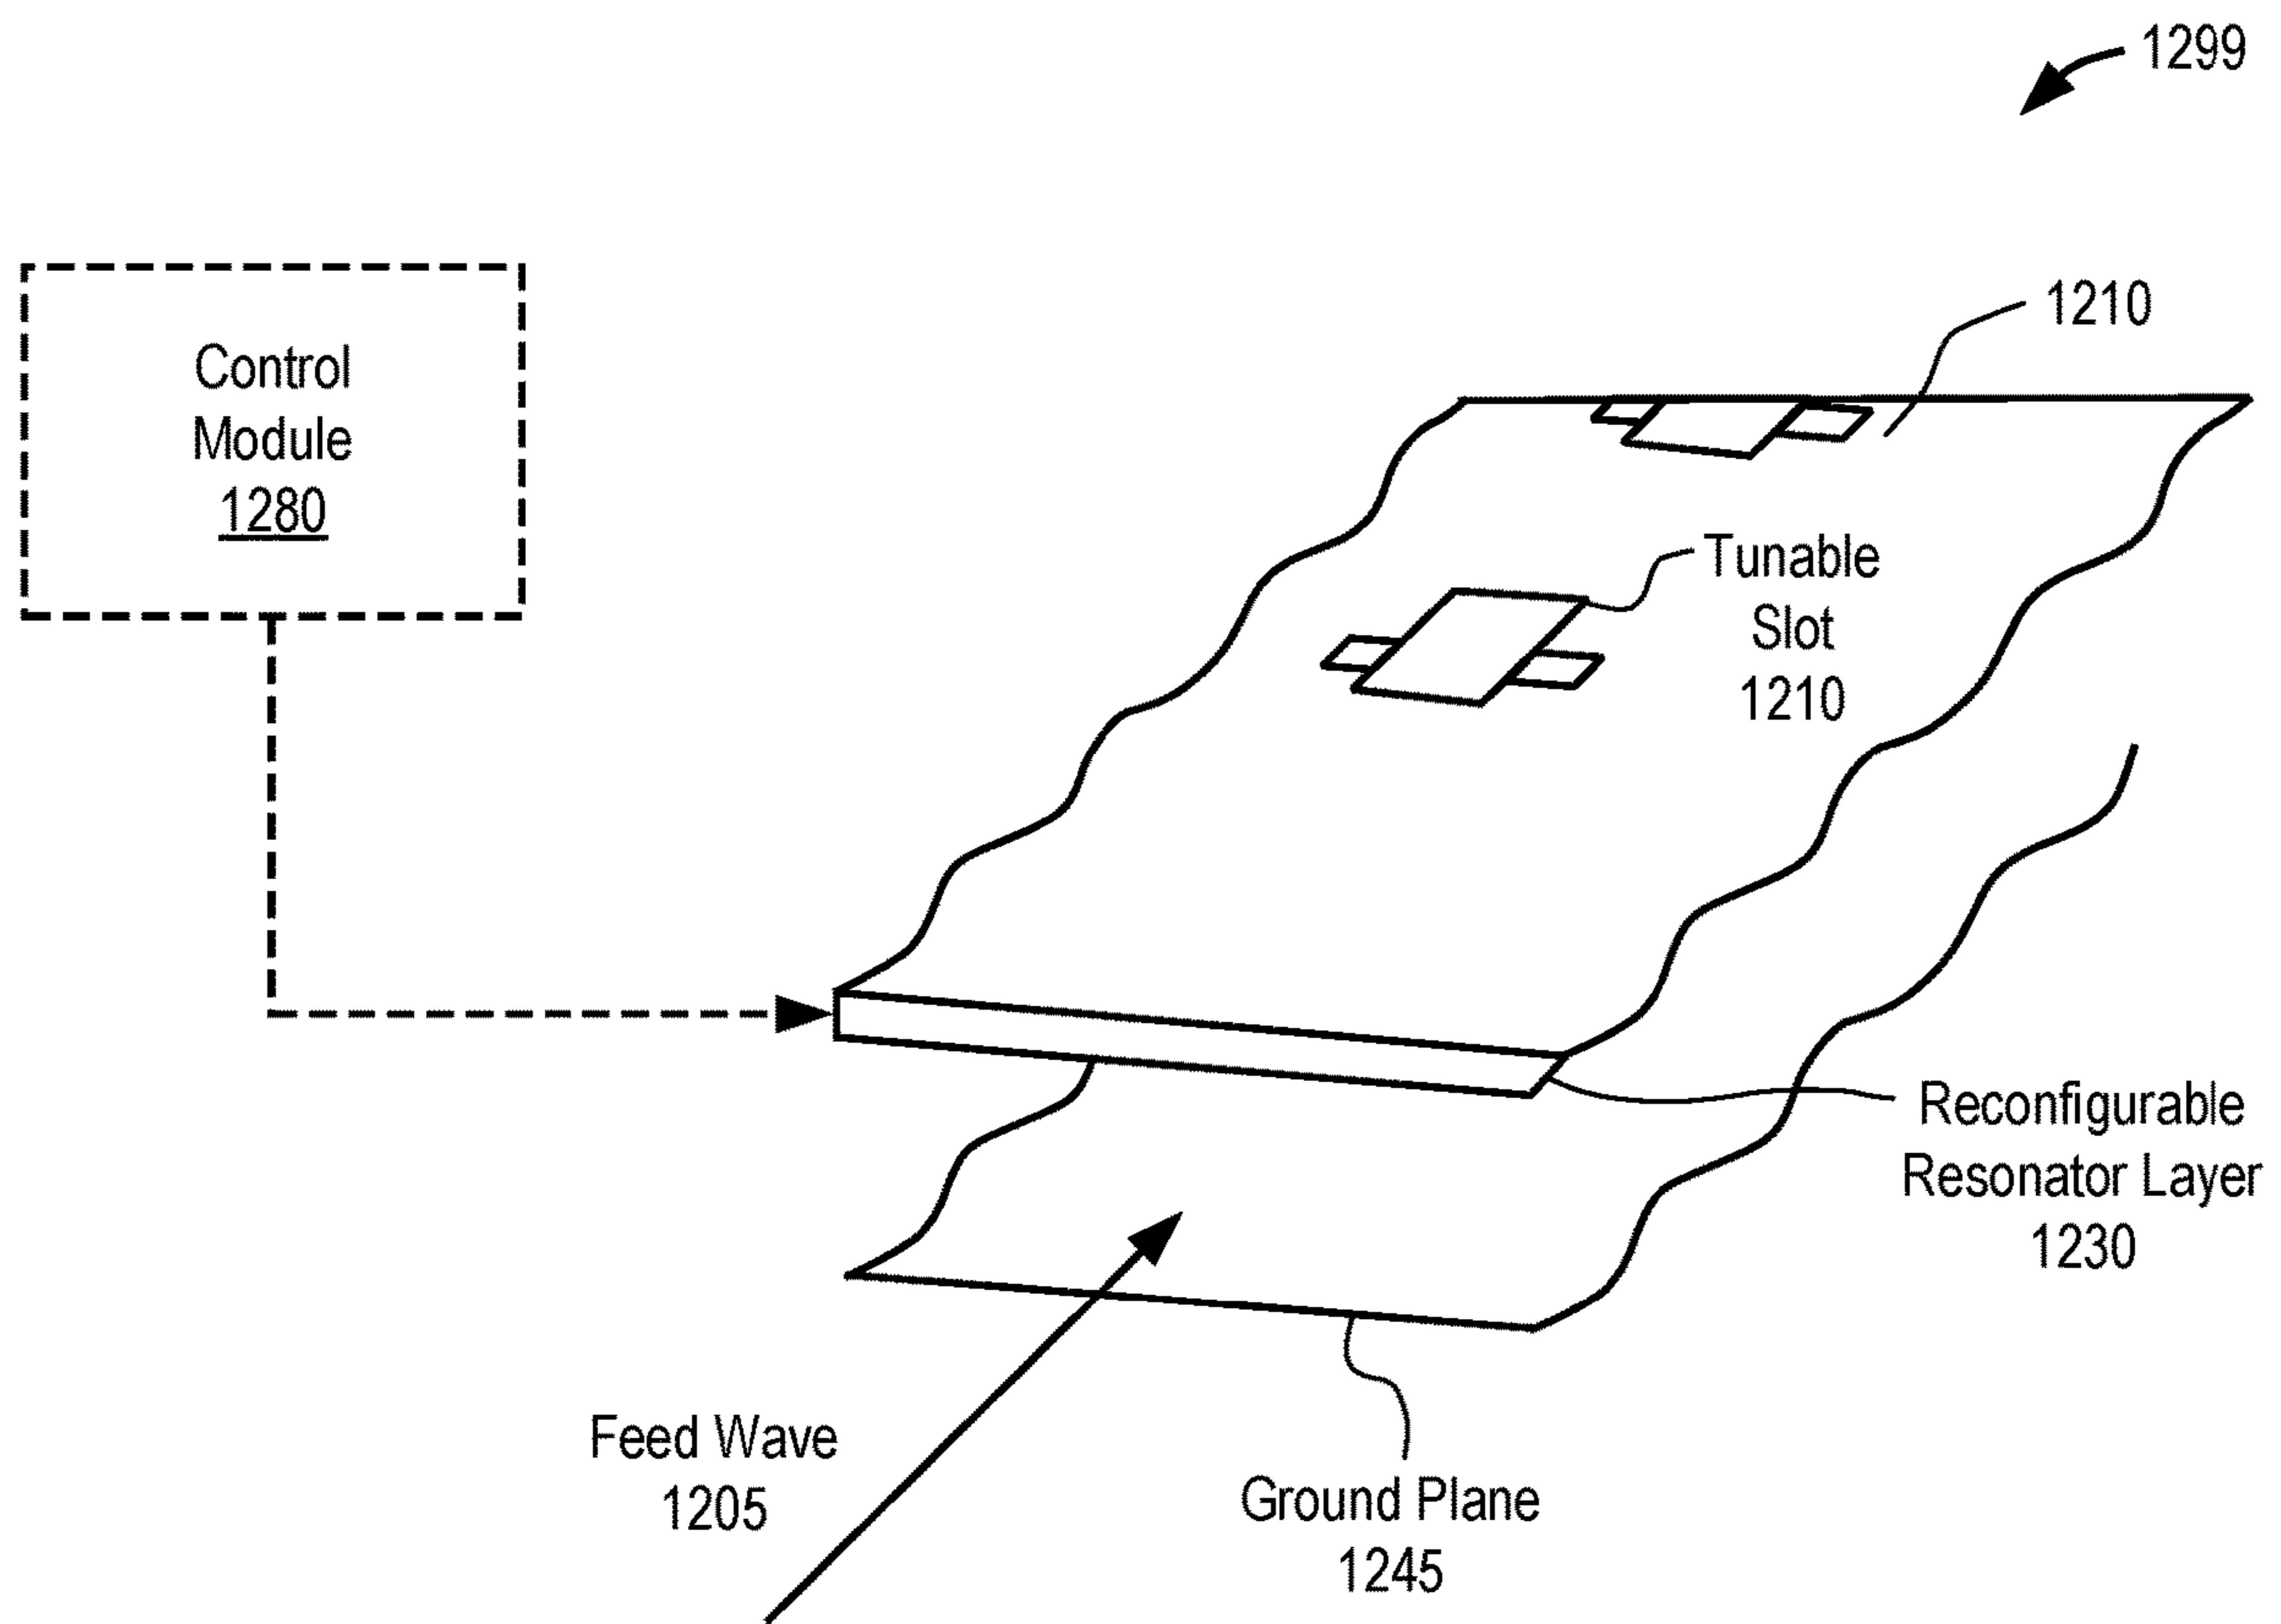 1299
1210
Control
Module
1280
Tunable
Slot
1210
Reconfigurable
Resonator Layer
1230
Feed Wave
1205
Ground Plane
1245